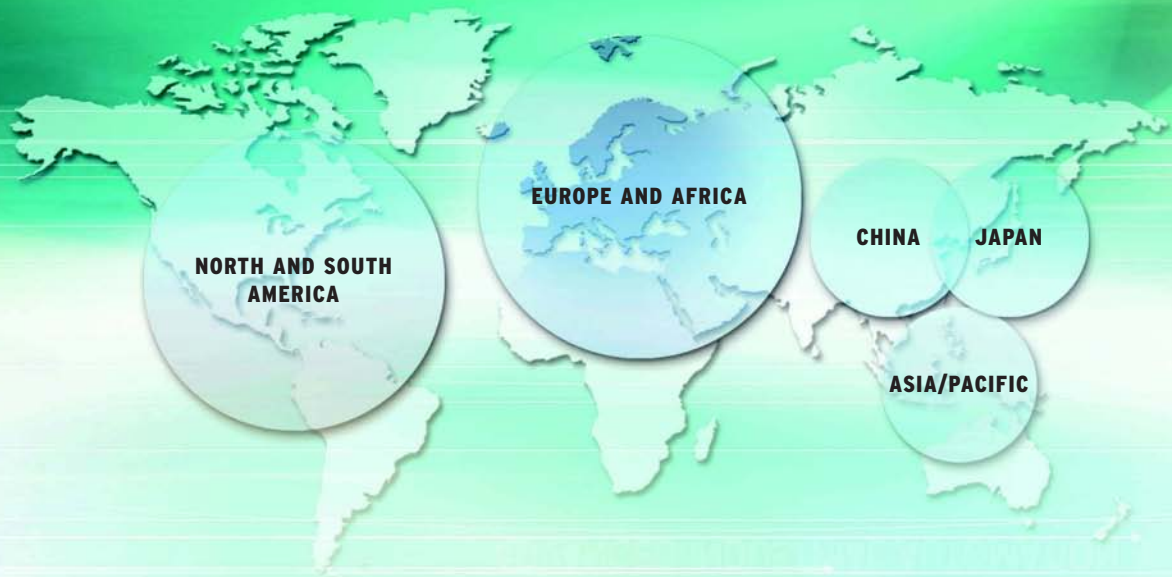 EUROPE AND AFRICA
NORTH AND SOUTH
AMERICA
CHINA
JAPAN
ASIA/PACIFIC